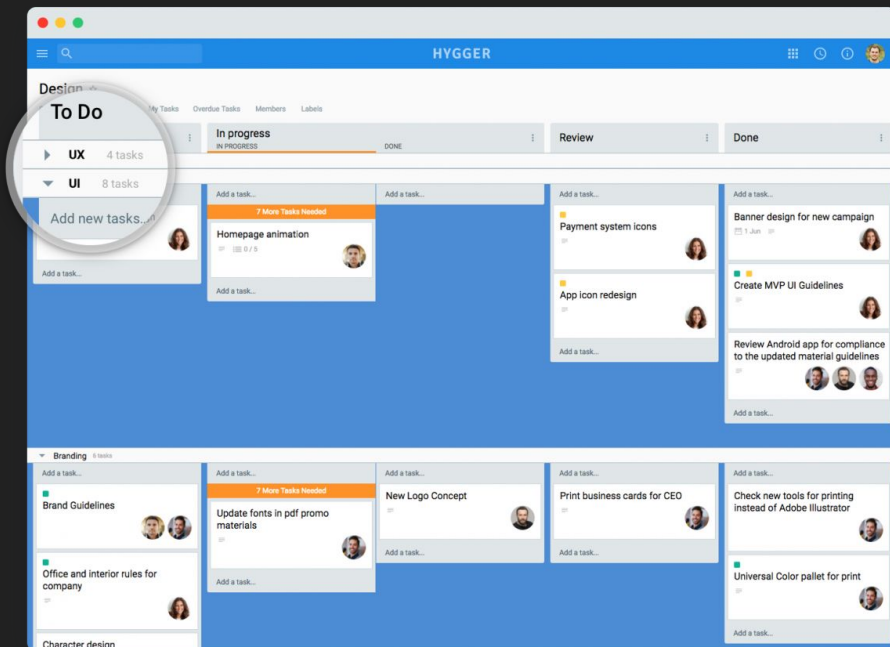 HYGGER
Design
My Tasks Overdue Tasks Members Labels
To Do
UX 4 tasks
UI 8 tasks
Add new tasks...
Add a task...
In progress
IN PROGRESS
DONE
Review
Done
Add a task...
7 More Tasks Needed
Homepage animation
0 / 5
Add a task...
Add a task...
Add a task...
Payment system icons
App icon redesign
Add a task...
Add a task...
Banner design for new campaign
1 Jun
Create MVP UI Guidelines
Review Android app for compliance
to the updated material guidelines
Add a task...
Branding 8 tasks
Add a task...
Brand Guidelines
Office and interior rules for
company
Character design
Add a task...
7 More Tasks Needed
Update fonts in pdf promo
materials
Add a task...
Add a task...
New Logo Concept
Add a task...
Add a task...
Print business cards for CEO
Add a task...
Add a task...
Check new tools for printing
instead of Adobe Illustrator
Universal Color pallet for print
Add a task...